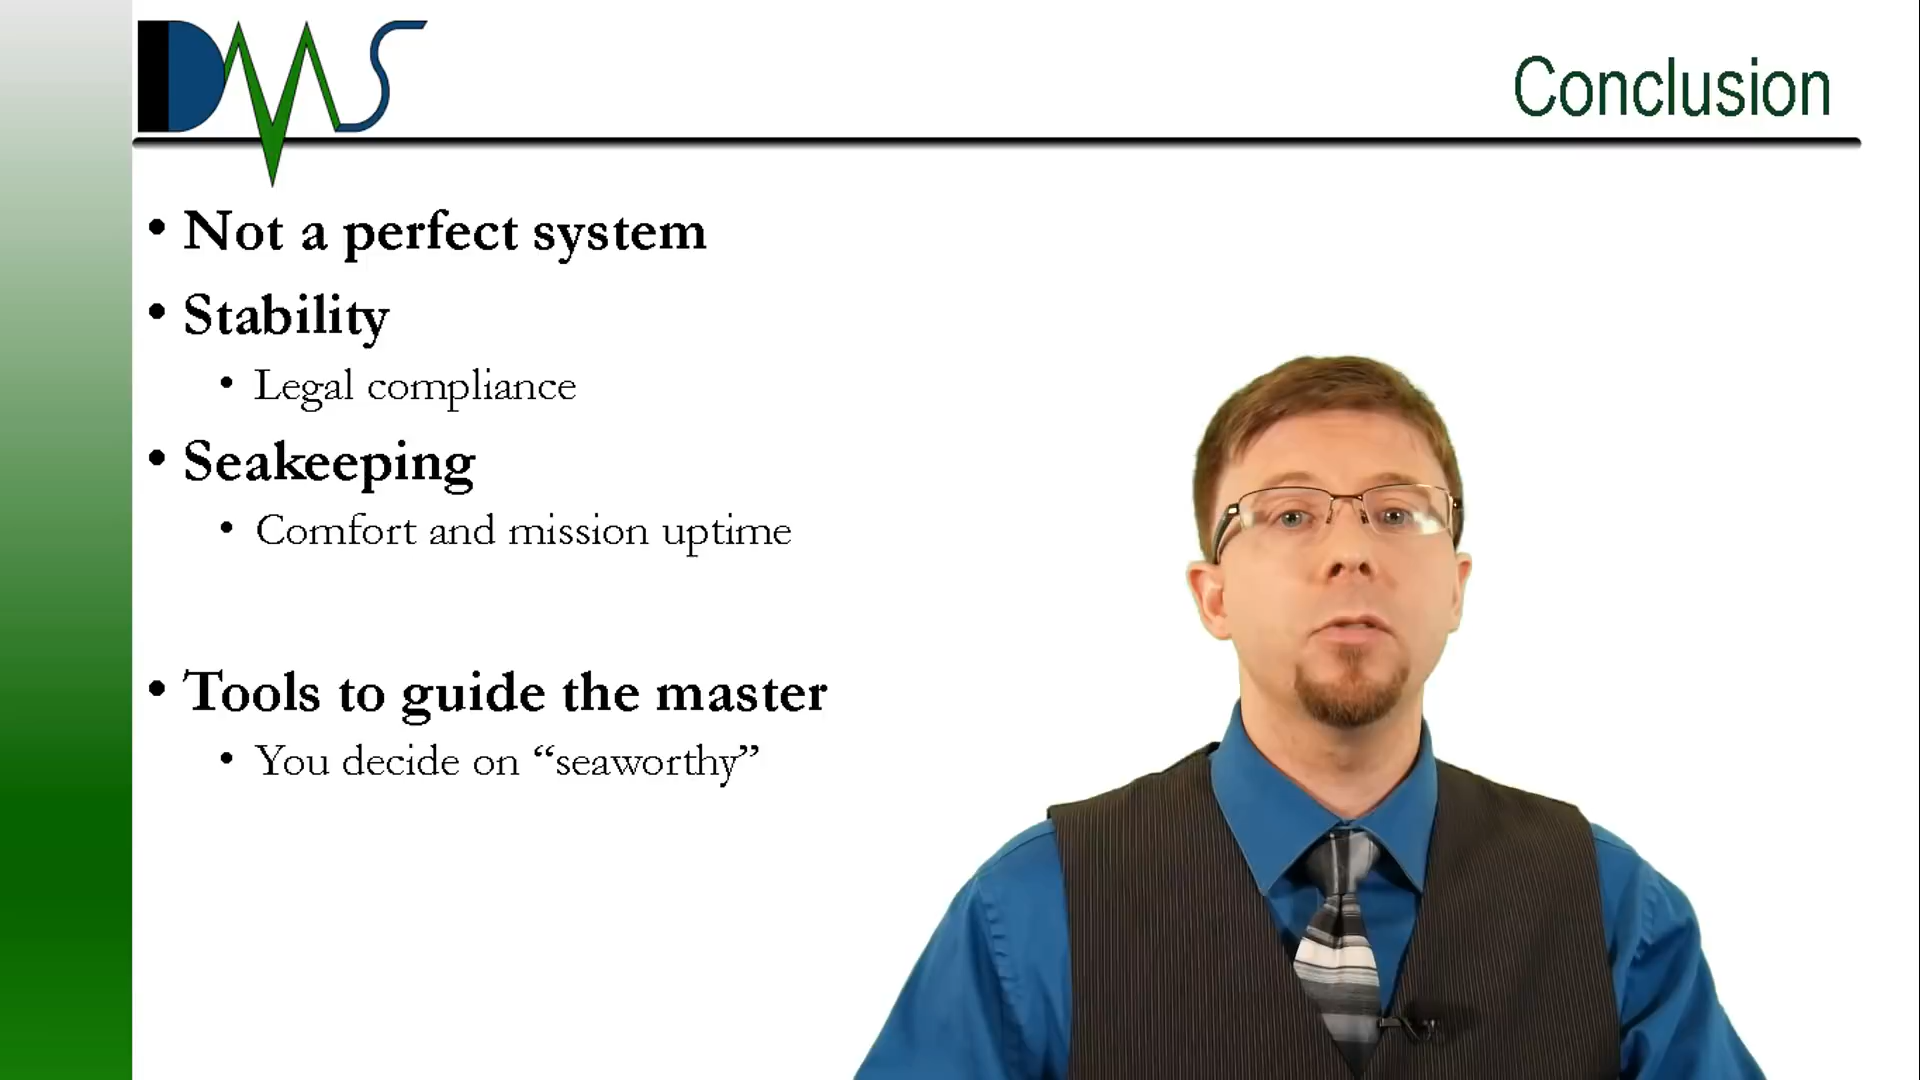 DMS
Conclusion
• Not a perfect system
• Stability
• Legal compliance
• Seakeeping
• Comfort and mission uptime
• Tools to guide the master
• You decide on “seaworthy”